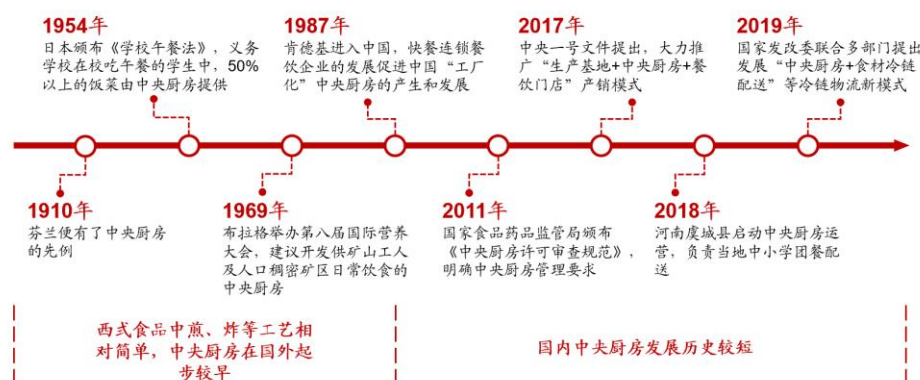 1954年
日本颁布《学校午餐法》，义务
学校在校吃午餐的学生中，50%
以上的饭菜由中央厨房提供
1987年
肯德基进入中国，快餐连锁餐
饮企业的发展促进中国“工厂
化”中央厨房的产生和发展
2017年
中央一号文件提出，大力推
广“生产基地+中央厨房+餐
饮门店”产销模式
2019年
国家发改委联合多部门提出
发展“中央厨房+食材冷链
配送”等冷链物流新模式
1910年
芬兰便有了中央厨房
的先例
1969年
布拉格举办第八届国际营养
大会，建议开发供矿山工人
及人口稠密矿区日常饮食的
中央厨房
2011年
国家食品药品监管局颁布
《中央厨房许可审查规范》，
明确中央厨房管理要求
2018年
河南虞城县启动中央厨房运
营，负责当地中小学团餐配
送
西式食品中煎、炸等工艺相
对简单，中央厨房在国外起
步较早
国内中央厨房发展历史较短